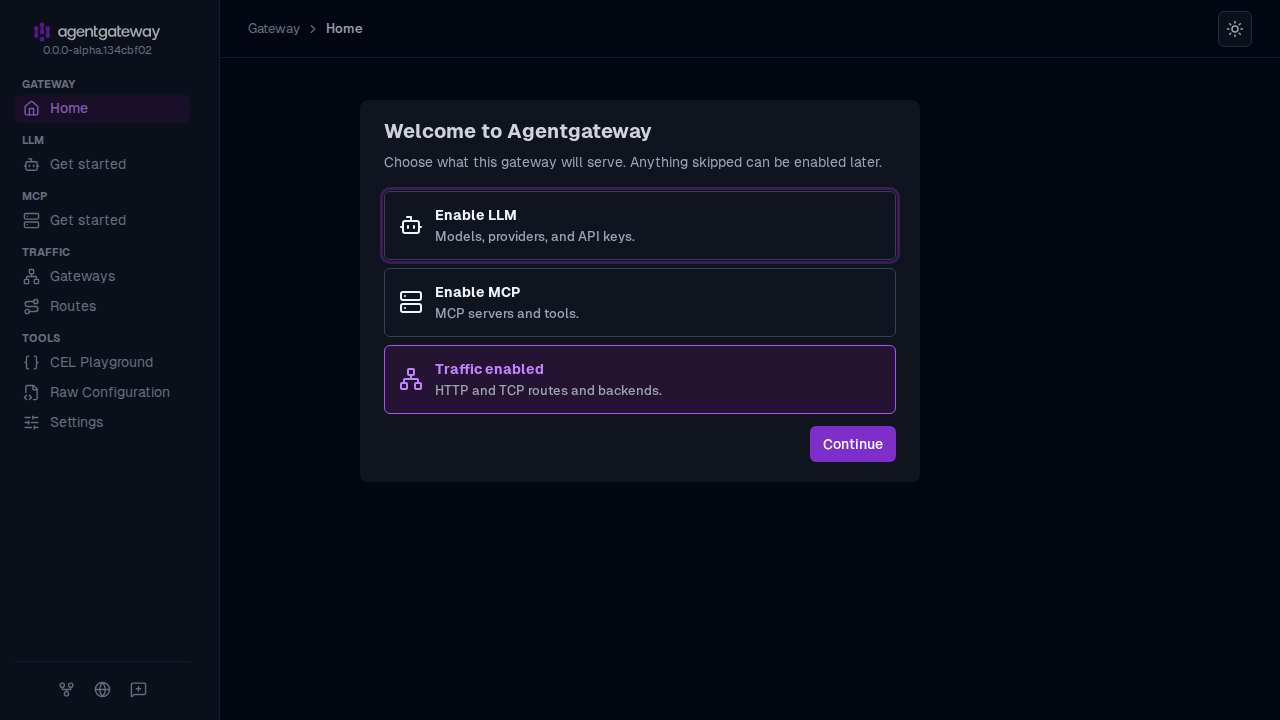 agentgateway
0.0.0-alpha.134cbf02
GATEWAY
Home
LLM
Get started
MCP
Get started
TRAFFIC
Gateways
Routes
TOOLS
CEL Playground
Raw Configuration
Settings
Gateway > Home
Welcome to Agentgateway
Choose what this gateway will serve. Anything skipped can be enabled later.
Enable LLM
Models, providers, and API keys.
Enable MCP
MCP servers and tools.
Traffic enabled
HTTP and TCP routes and backends.
Continue